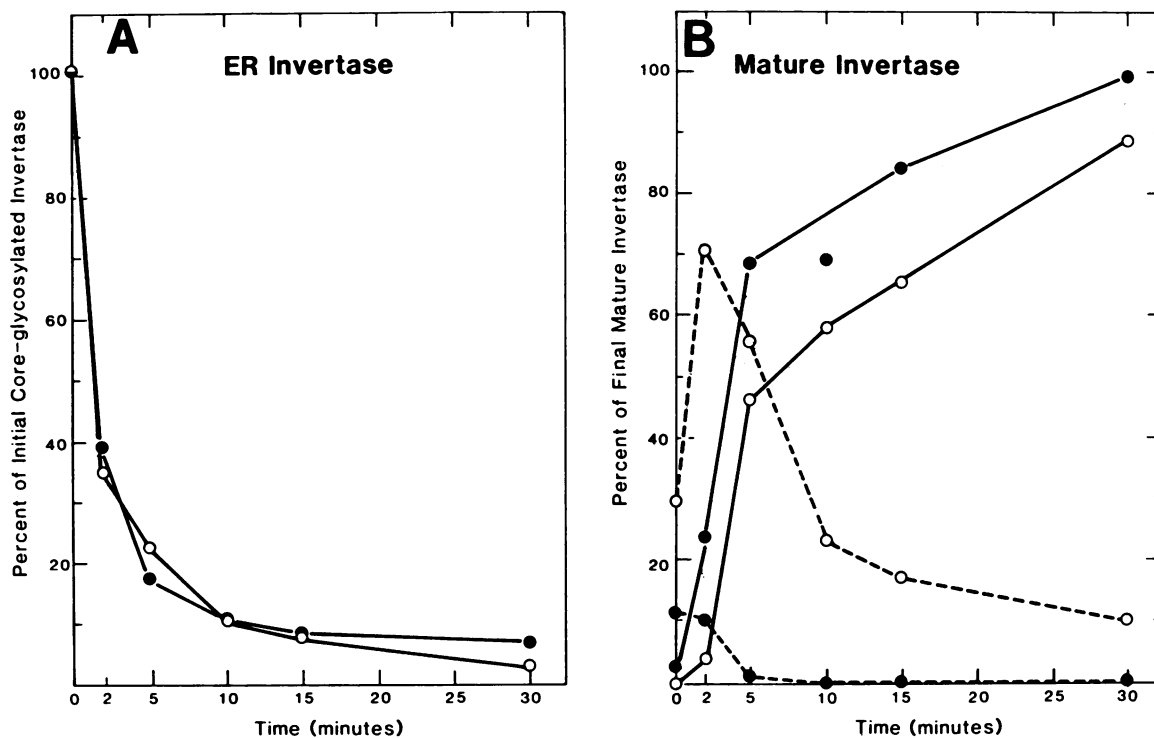 A
ER Invertase
Percent of Initial Core-glycosylated Invertase
100
80
60
40
20
0 2 5 10 15 20 25 30
Time (minutes)
B
Mature Invertase
Percent of Final Mature Invertase
100
80
60
40
20
0
0 2 5 10 15 20 25 30
Time (minutes)